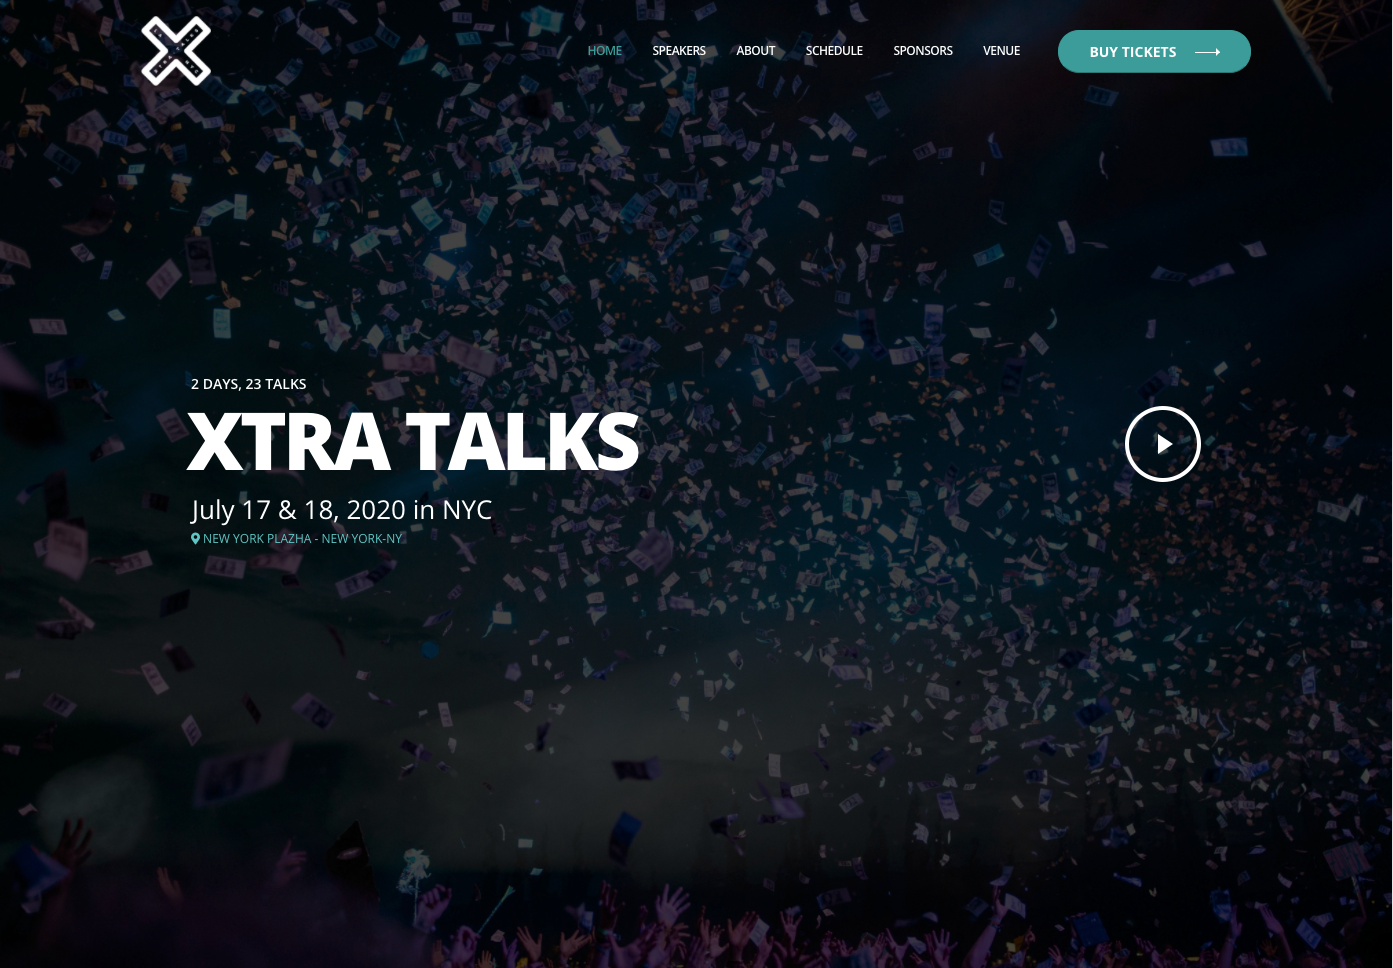 HOME
SPEAKERS
ABOUT
SCHEDULE
SPONSORS
VENUE
BUY TICKETS
2 DAYS, 23 TALKS
XTRA TALKS
July 17 & 18, 2020 in NYC
NEW YORK PLAZHA - NEW YORK-NY